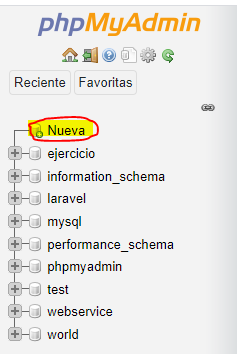 phpMyAdmin
Reciente Favoritas
Nueva
ejercicio
information_schema
laravel
mysql
performance_schema
phpmyadmin
test
webservice
world